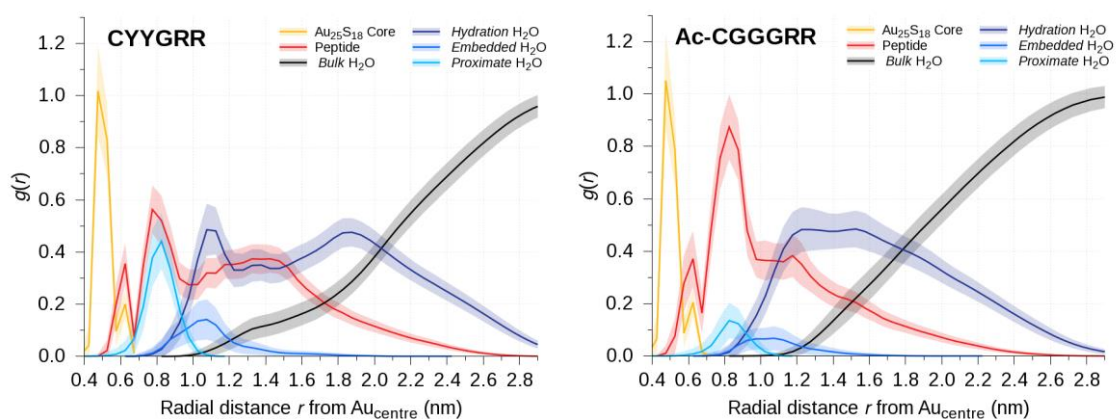 CYYGRR
Au25S18 Core
Peptide
Bulk H2O
Hydration H2O
Embedded H2O
Proximate H2O
g(r)
1.2
1.0
0.8
0.6
0.4
0.2
0.0
0.4 0.6 0.8 1.0 1.2 1.4 1.6 1.8 2.0 2.2 2.4 2.6 2.8
Radial distance r from Aucentre (nm)
Ac-CGGGRR
Au25S18 Core
Peptide
Bulk H2O
Hydration H2O
Embedded H2O
Proximate H2O
g(r)
1.2
1.0
0.8
0.6
0.4
0.2
0.0
0.4 0.6 0.8 1.0 1.2 1.4 1.6 1.8 2.0 2.2 2.4 2.6 2.8
Radial distance r from Aucentre (nm)